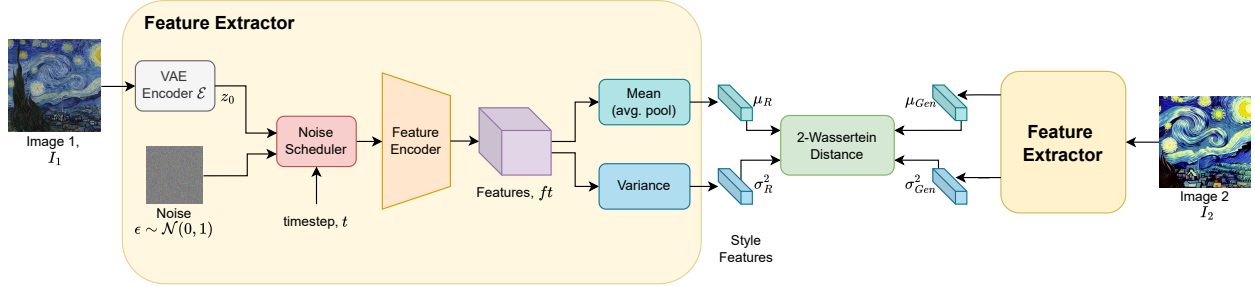 Feature Extractor
VAE
Encoder ℰ
z₀
Image 1,
I₁
Noise
ϵ ∼ 𝒩(0, 1)
Noise
Scheduler
timestep, t
Feature
Encoder
Features, ft
Mean
(avg. pool)
Variance
μ_R
σ²_R
Style
Features
2-Wassertein
Distance
μ_Gen
σ²_Gen
Feature
Extractor
Image 2
I₂